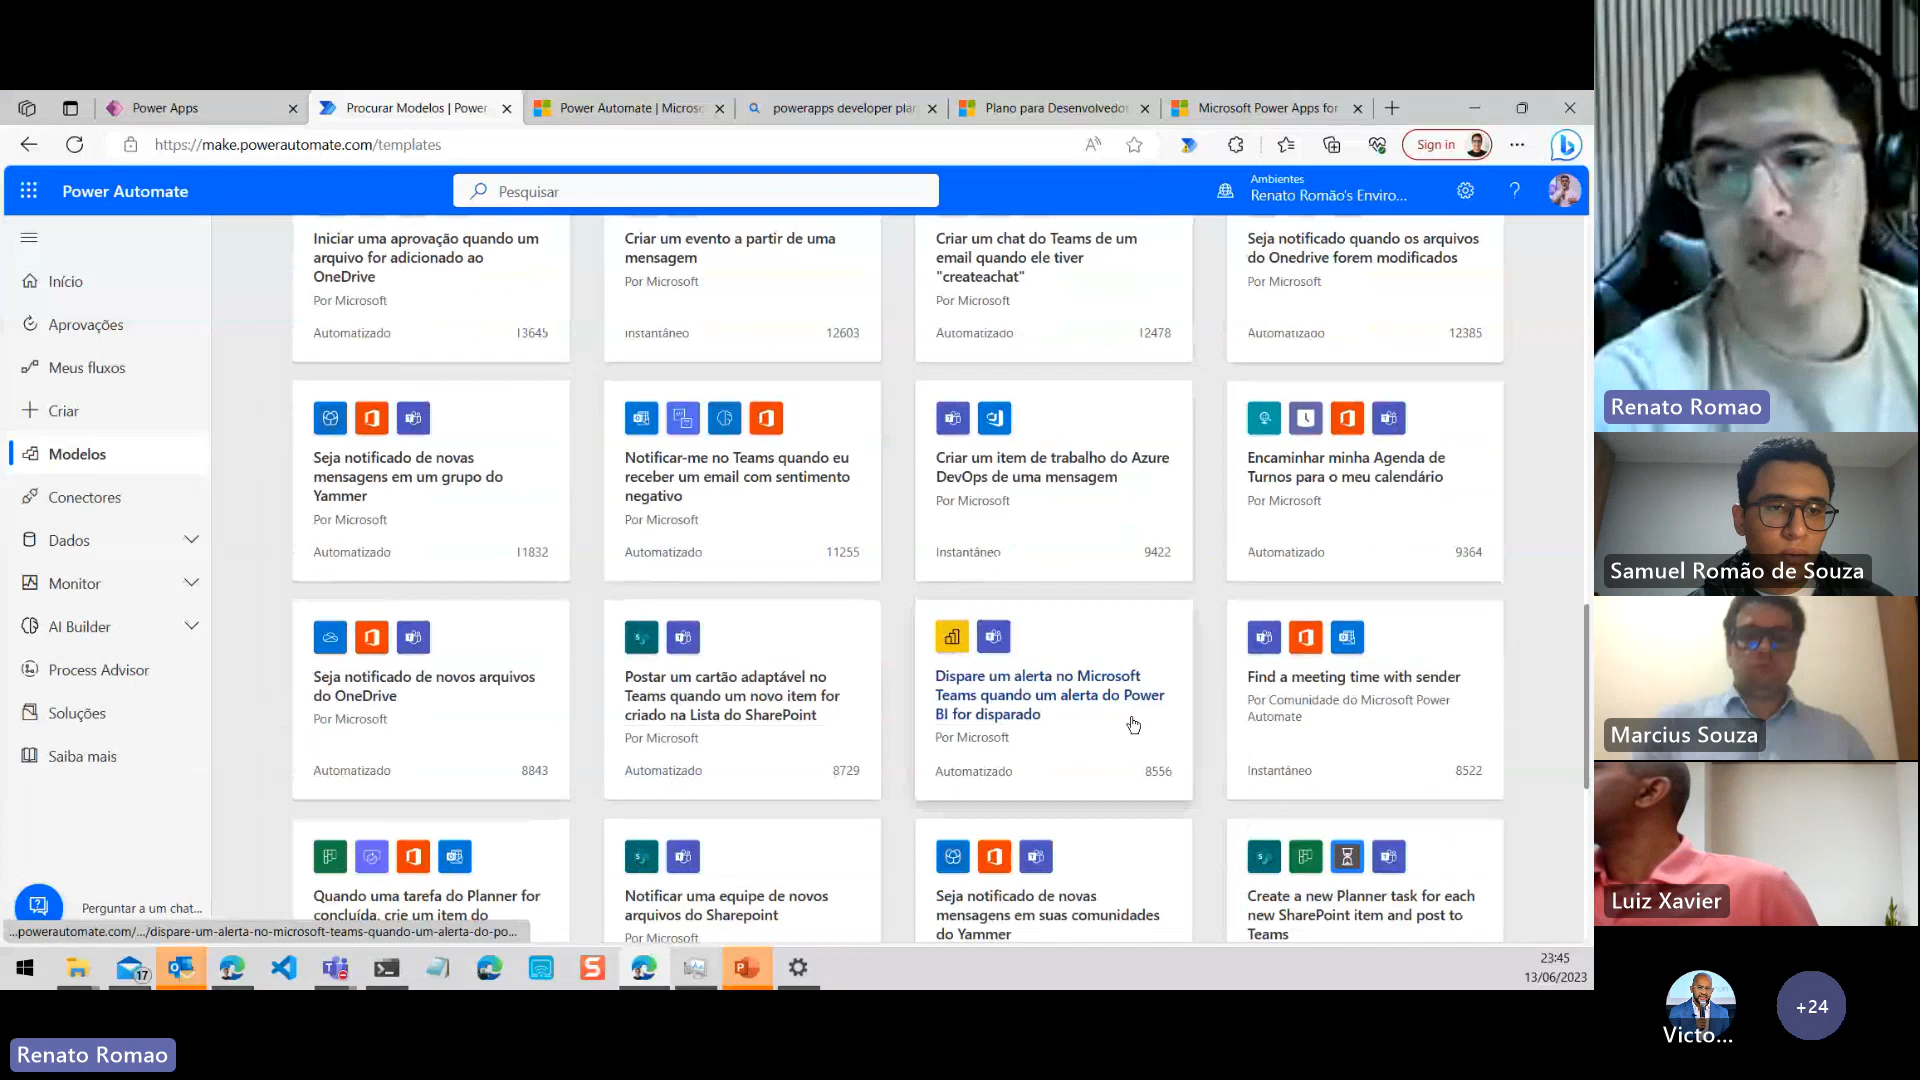 Power Apps
Procurar Modelos | Power
Power Automate | Microso
powerapps developer plan
Plano para Desenvolvedo
Microsoft Power Apps for
https://make.powerautomate.com/templates
Sign in
Power Automate
Pesquisar
Ambientes
Renato Romão's Enviro...
Início
Aprovações
Meus fluxos
Criar
Modelos
Conectores
Dados
Monitor
AI Builder
Process Advisor
Soluções
Saiba mais
Perguntar a um chat...
Iniciar uma aprovação quando um
arquivo for adicionado ao
OneDrive
Por Microsoft
Automatizado 13645
Criar um evento a partir de uma
mensagem
Por Microsoft
Instantâneo 12603
Criar um chat do Teams de um
email quando ele tiver
"createachat"
Por Microsoft
Automatizado 12478
Seja notificado quando os arquivos
do Onedrive forem modificados
Por Microsoft
Automatizado 12385
Seja notificado de novas
mensagens em um grupo do
Yammer
Por Microsoft
Automatizado 11832
Notificar-me no Teams quando eu
receber um email com sentimento
negativo
Por Microsoft
Automatizado 11255
Criar um item de trabalho do Azure
DevOps de uma mensagem
Por Microsoft
Instantâneo 9422
Encaminhar minha Agenda de
Turnos para o meu calendário
Por Microsoft
Automatizado 9364
Seja notificado de novos arquivos
do OneDrive
Por Microsoft
Automatizado 8843
Postar um cartão adaptável no
Teams quando um novo item for
criado na Lista do SharePoint
Por Microsoft
Automatizado 8729
Dispare um alerta no Microsoft
Teams quando um alerta do Power
BI for disparado
Por Microsoft
Automatizado 8556
Find a meeting time with sender
Por Comunidade do Microsoft Power
Automate
Instantâneo 8522
Quando uma tarefa do Planner for
concluída, crie um item do
Notificar uma equipe de novos
arquivos do Sharepoint
Por Microsoft
Seja notificado de novas
mensagens em suas comunidades
do Yammer
Create a new Planner task for each
new SharePoint item and post to
Teams
...powerautomate.com/.../dispare-um-alerta-no-microsoft-teams-quando-um-alerta-do-po...
17
23:45
13/06/2023
Renato Romao
Samuel Romão de Souza
Marcius Souza
Luiz Xavier
Victo...
+24
Renato Romao